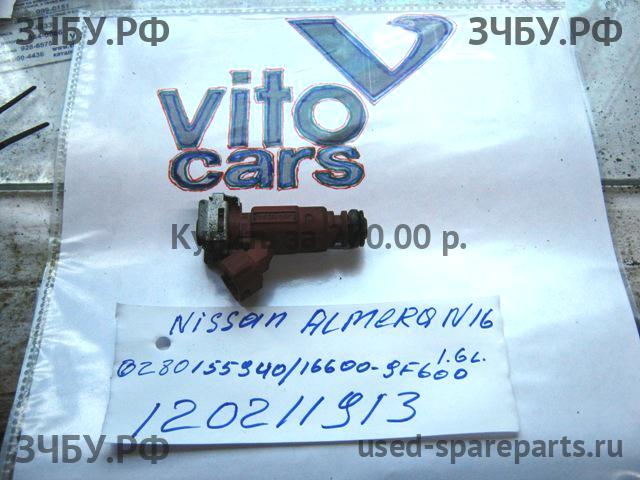 ЗЧБУ.РФ
ЗЧБУ.РФ
vito
cars
Nissan ALMERA N16
1.6L.
0280155940/16600-9F600
120211913
ЗЧБУ.РФ
used-spareparts.ru